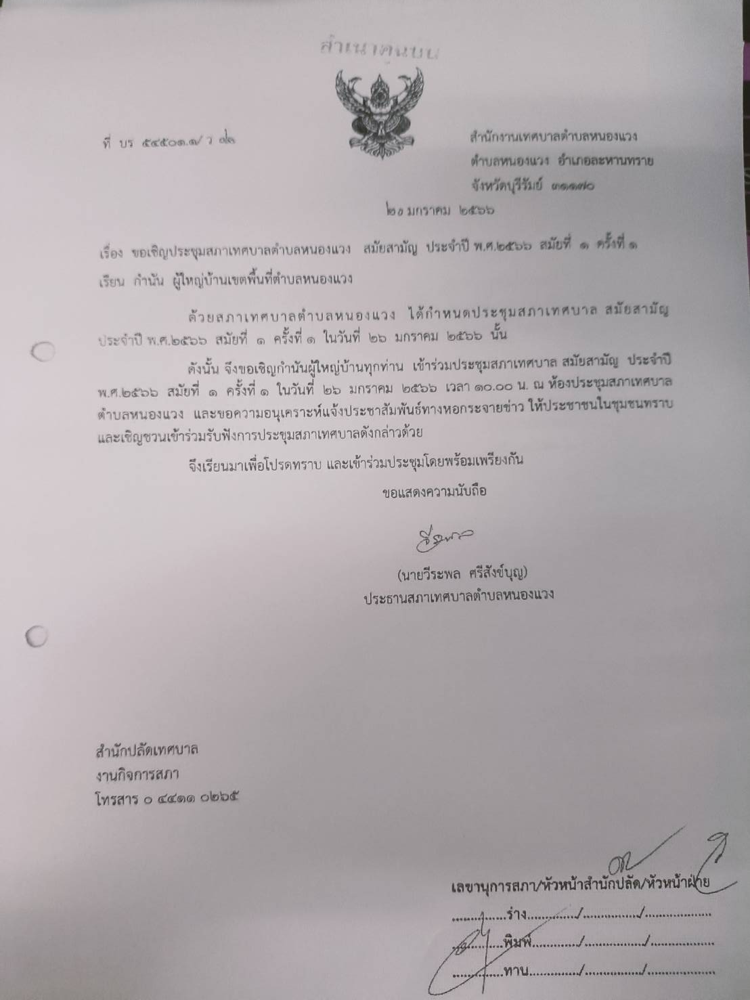 สำเนาคู่ฉบับ
ที่ บร ๕๔๕๐๑.๑/ ว
สำนักงานเทศบาลตำบลหนองแวง
ตำบลหนองแวง อำเภอละหานทราย
จังหวัดบุรีรัมย์ ๓๑๑๗๐
๒๐ มกราคม ๒๕๖๖
เรื่อง ขอเชิญประชุมสภาเทศบาลตำบลหนองแวง สมัยสามัญ ประจำปี พ.ศ.๒๕๖๖ สมัยที่ ๑ ครั้งที่ ๑
เรียน กำนัน ผู้ใหญ่บ้านเขตพื้นที่ตำบลหนองแวง
ด้วยสภาเทศบาลตำบลหนองแวง ได้กำหนดประชุมสภาเทศบาล สมัยสามัญ
ประจำปี พ.ศ.๒๕๖๖ สมัยที่ ๑ ครั้งที่ ๑ ในวันที่ ๒๖ มกราคม ๒๕๖๖ นั้น
ดังนั้น จึงขอเชิญกำนันผู้ใหญ่บ้านทุกท่าน เข้าร่วมประชุมสภาเทศบาล สมัยสามัญ ประจำปี
พ.ศ.๒๕๖๖ สมัยที่ ๑ ครั้งที่ ๑ ในวันที่ ๒๖ มกราคม ๒๕๖๖ เวลา ๑๐.๐๐ น. ณ ห้องประชุมสภาเทศบาล
ตำบลหนองแวง และขอความอนุเคราะห์แจ้งประชาสัมพันธ์ทางหอกระจายข่าว ให้ประชาชนในชุมชนทราบ
และเชิญชวนเข้าร่วมรับฟังการประชุมสภาเทศบาลดังกล่าวด้วย
จึงเรียนมาเพื่อโปรดทราบ และเข้าร่วมประชุมโดยพร้อมเพรียงกัน
ขอแสดงความนับถือ
วีระพล
(นายวีระพล ศรีสังข์บุญ)
ประธานสภาเทศบาลตำบลหนองแวง
สำนักปลัดเทศบาล
งานกิจการสภา
โทรสาร ๐ ๔๔๑๑ ๐๒๖๕
เลขานุการสภา/หัวหน้าสำนักปลัด/หัวหน้าฝ่าย
..............ร่าง............./................/..................
..............พิมพ์............/................/..................
..............ทาน............./................/..................